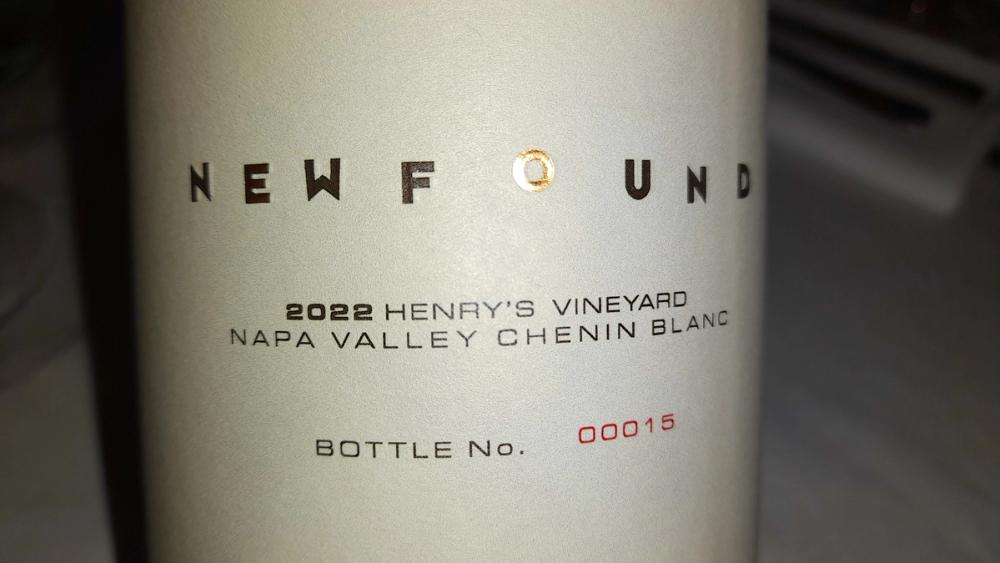 NEWFOUND
2022 HENRY'S VINEYARD
NAPA VALLEY CHENIN BLANC
BOTTLE No. 00015